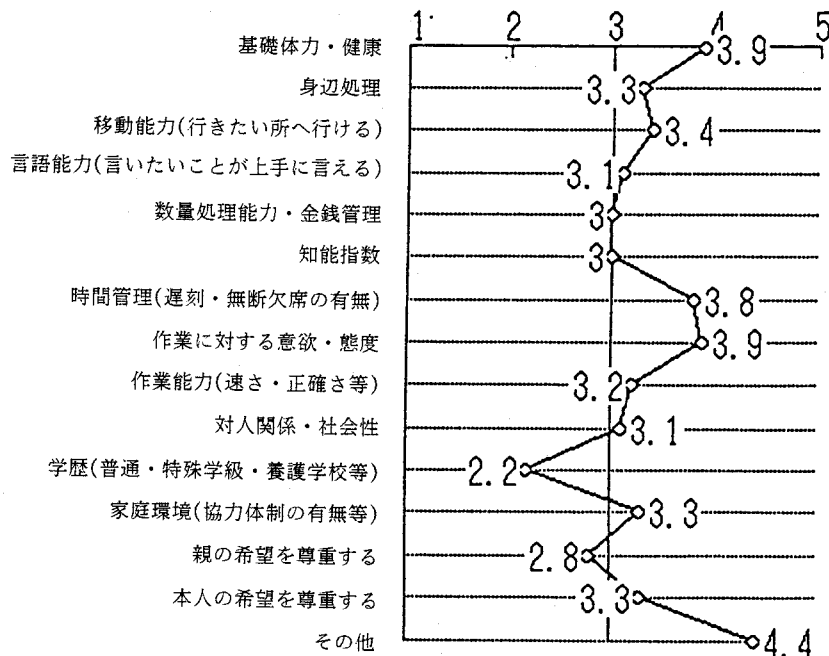 1 2 3 4 5
基礎体力・健康 3.9
身辺処理 3.3
移動能力(行きたい所へ行ける) 3.4
言語能力(言いたいことが上手に言える) 3.1
数量処理能力・金銭管理 3
知能指数 3
時間管理(遅刻・無断欠席の有無) 3.8
作業に対する意欲・態度 3.9
作業能力(速さ・正確さ等) 3.2
対人関係・社会性 3.1
学歴(普通・特殊学級・養護学校等) 2.2
家庭環境(協力体制の有無等) 3.3
親の希望を尊重する 2.8
本人の希望を尊重する 3.3
その他 4.4